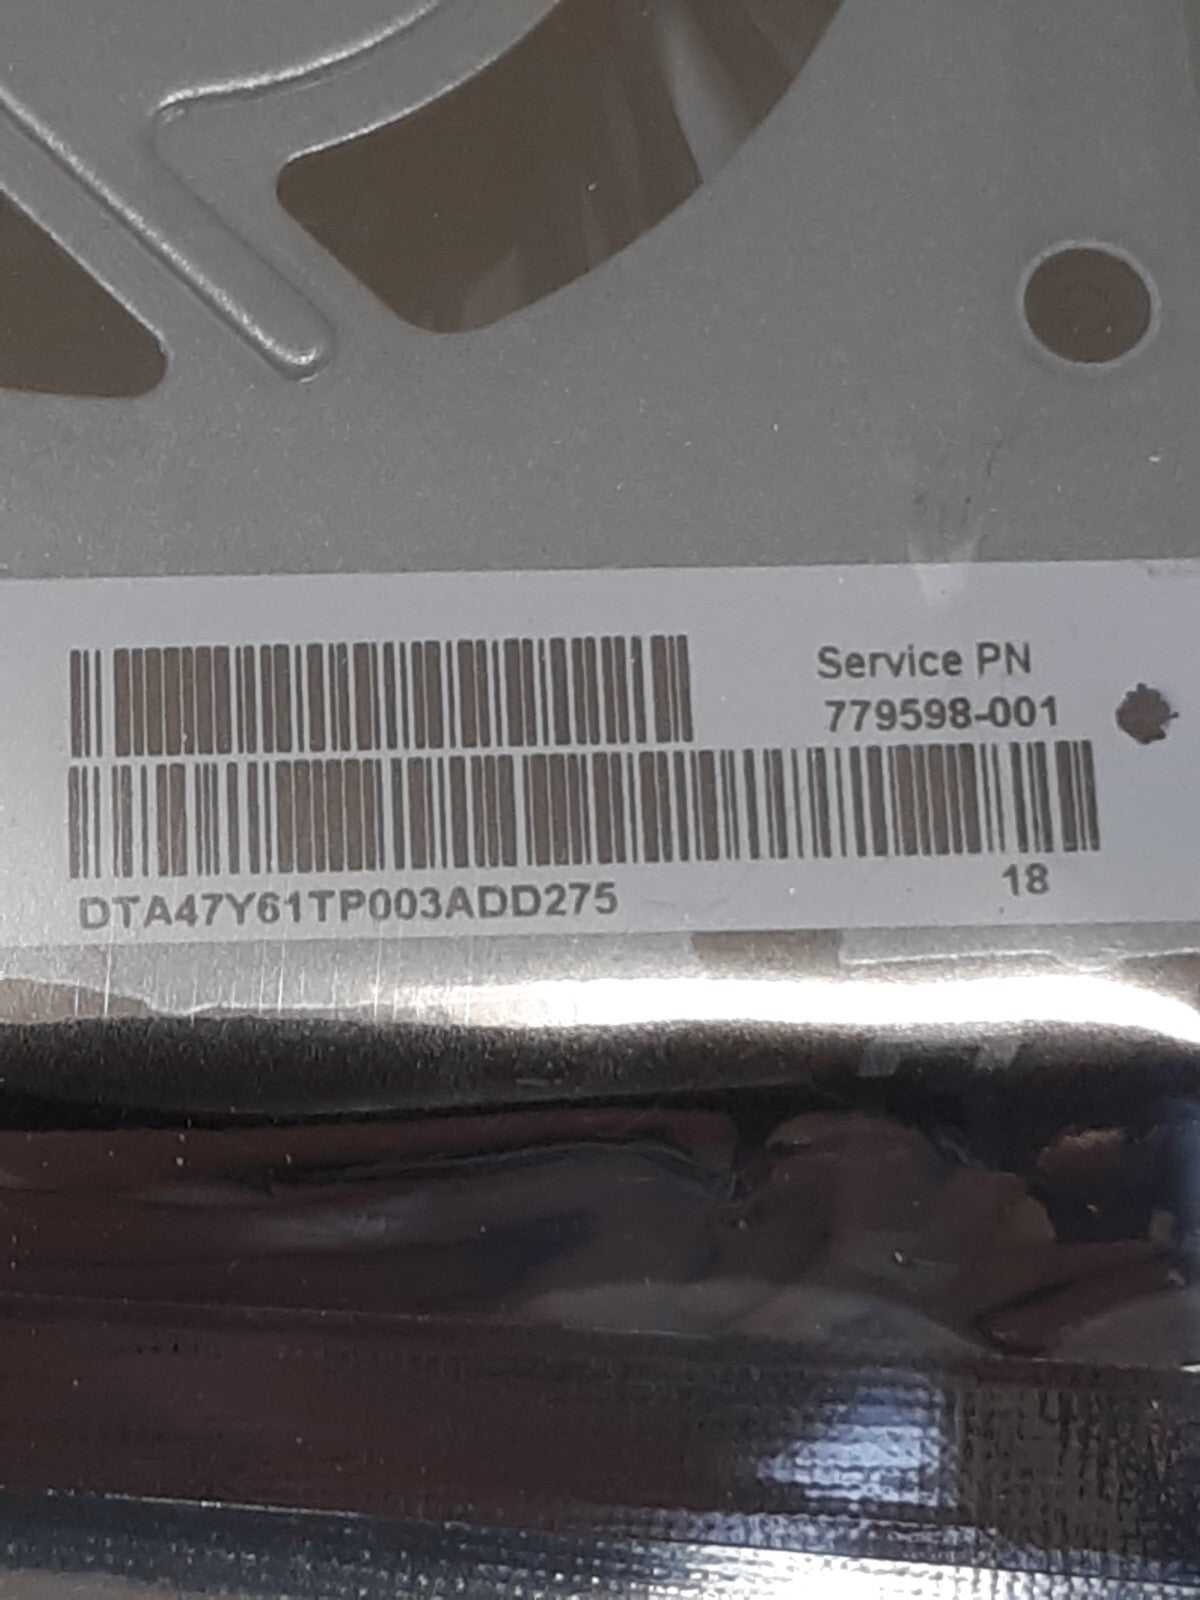 Service PN
779598-001
DTA47Y61TP003ADD275
18